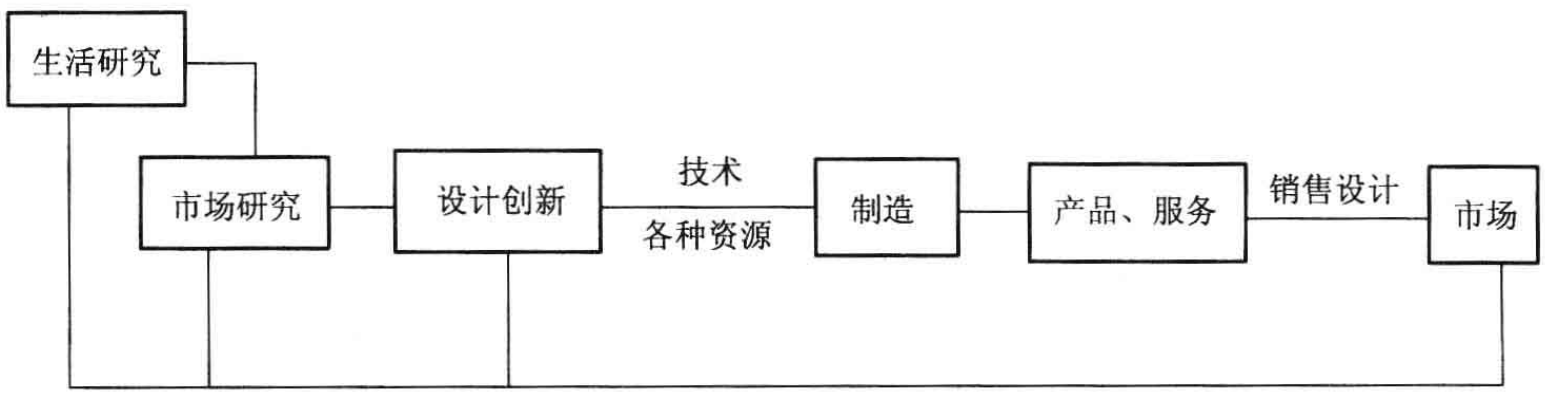 生活研究
市场研究
设计创新
技术
各种资源
制造
产品、服务
销售设计
市场